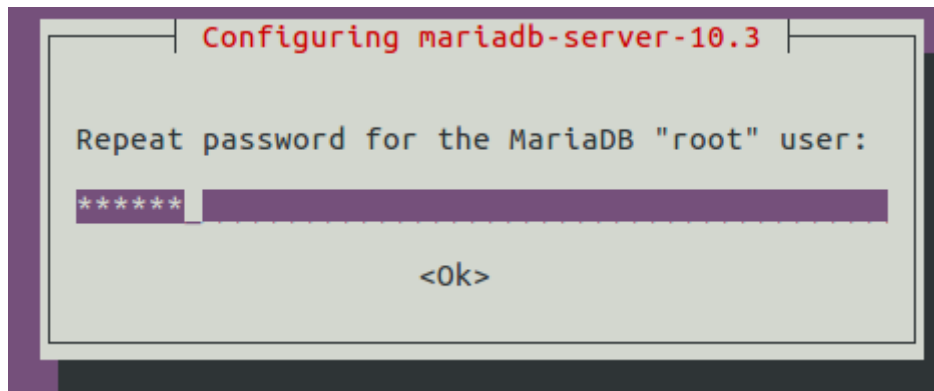 Configuring mariadb-server-10.3
Repeat password for the MariaDB "root" user:
******_
<Ok>